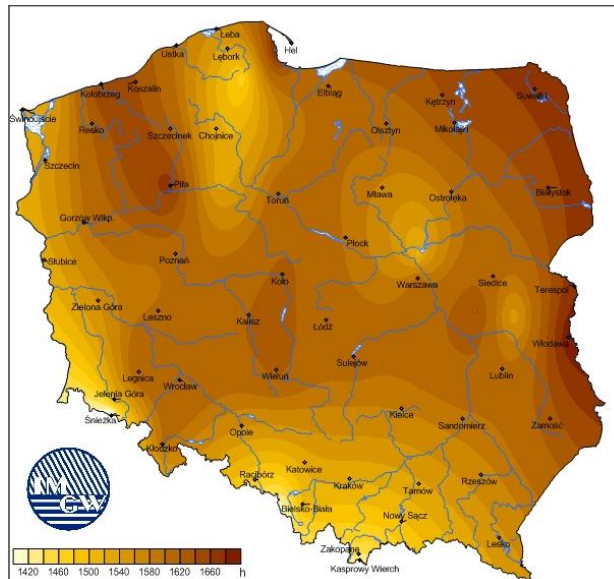 Łeba
Ustka
Hel
Lębork
Koszalin
Kołobrzeg
Elbląg
Kętrzyn
Suwałki
Świnoujście
Resko
Szczecinek
Chojnice
Olsztyn
Mikołajki
Szczecin
Piła
Mława
Ostrołęka
Białystok
Toruń
Gorzów Wlkp.
Płock
Słubice
Poznań
Koło
Warszawa
Siedlce
Terespol
Zielona Góra
Leszno
Kalisz
Łódź
Włodawa
Sulejów
Legnica
Wrocław
Wieluń
Lublin
Jelenia Góra
Śnieżka
Kielce
Opole
Sandomierz
Zamość
Kłodzko
Katowice
Racibórz
Kraków
Tarnów
Rzeszów
Bielsko-Biała
Nowy Sącz
Lesko
Zakopane
Kasprowy Wierch
IM
GW
1420 1460 1500 1540 1580 1620 1660 h